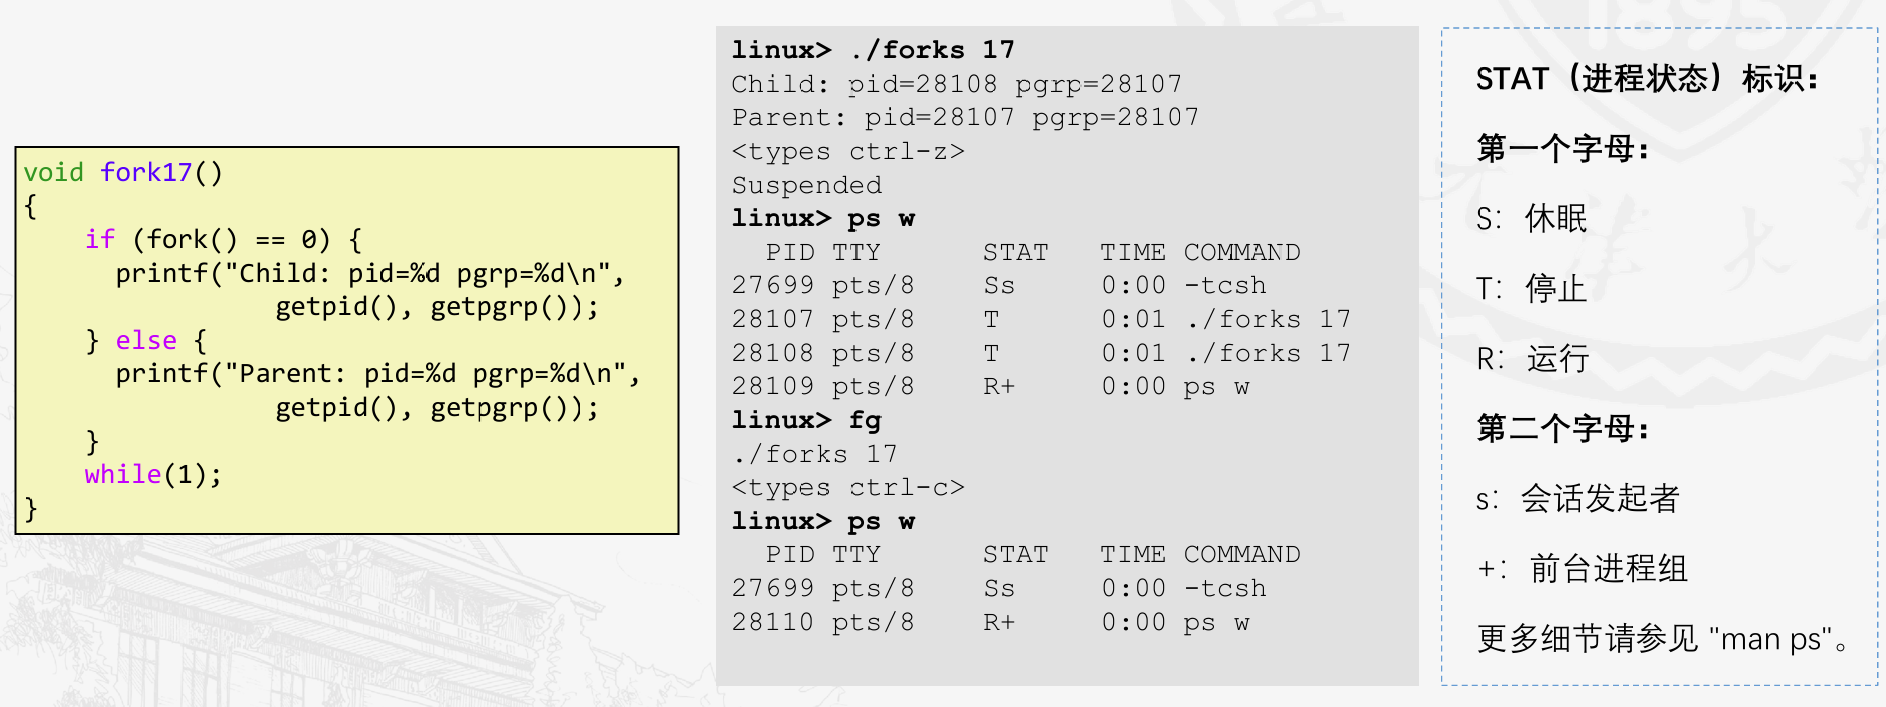 void fork17()
{
    if (fork() == 0) {
      printf("Child: pid=%d pgrp=%d\n",
                getpid(), getpgrp());
    } else {
      printf("Parent: pid=%d pgrp=%d\n",
                getpid(), getpgrp());
    }
    while(1);
}
linux> ./forks 17
Child: pid=28108 pgrp=28107
Parent: pid=28107 pgrp=28107
<types ctrl-z>
Suspended
linux> ps w
  PID TTY      STAT   TIME COMMAND
27699 pts/8    Ss     0:00 -tcsh
28107 pts/8    T      0:01 ./forks 17
28108 pts/8    T      0:01 ./forks 17
28109 pts/8    R+     0:00 ps w
linux> fg
./forks 17
<types ctrl-c>
linux> ps w
  PID TTY      STAT   TIME COMMAND
27699 pts/8    Ss     0:00 -tcsh
28110 pts/8    R+     0:00 ps w
1895
STAT（进程状态）标识：
第一个字母：
S：休眠
T：停止
R：运行
第二个字母：
s：会话发起者
+：前台进程组
更多细节请参见 "man ps"。